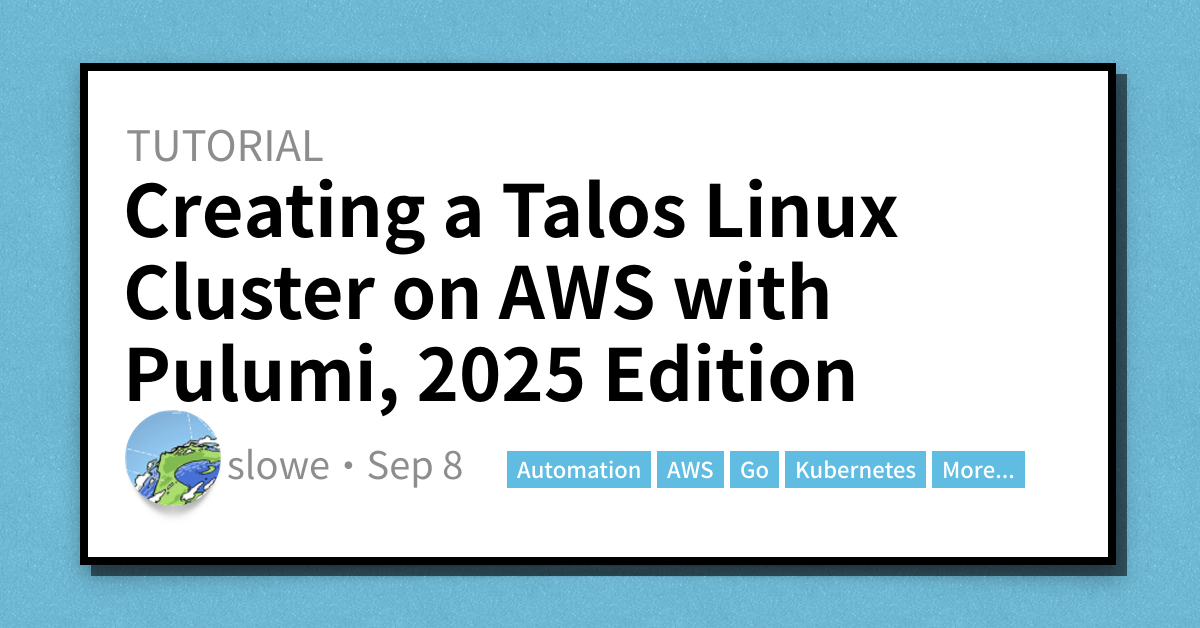 TUTORIAL
Creating a Talos Linux
Cluster on AWS with
Pulumi, 2025 Edition
slowe • Sep 8
Automation AWS Go Kubernetes More...